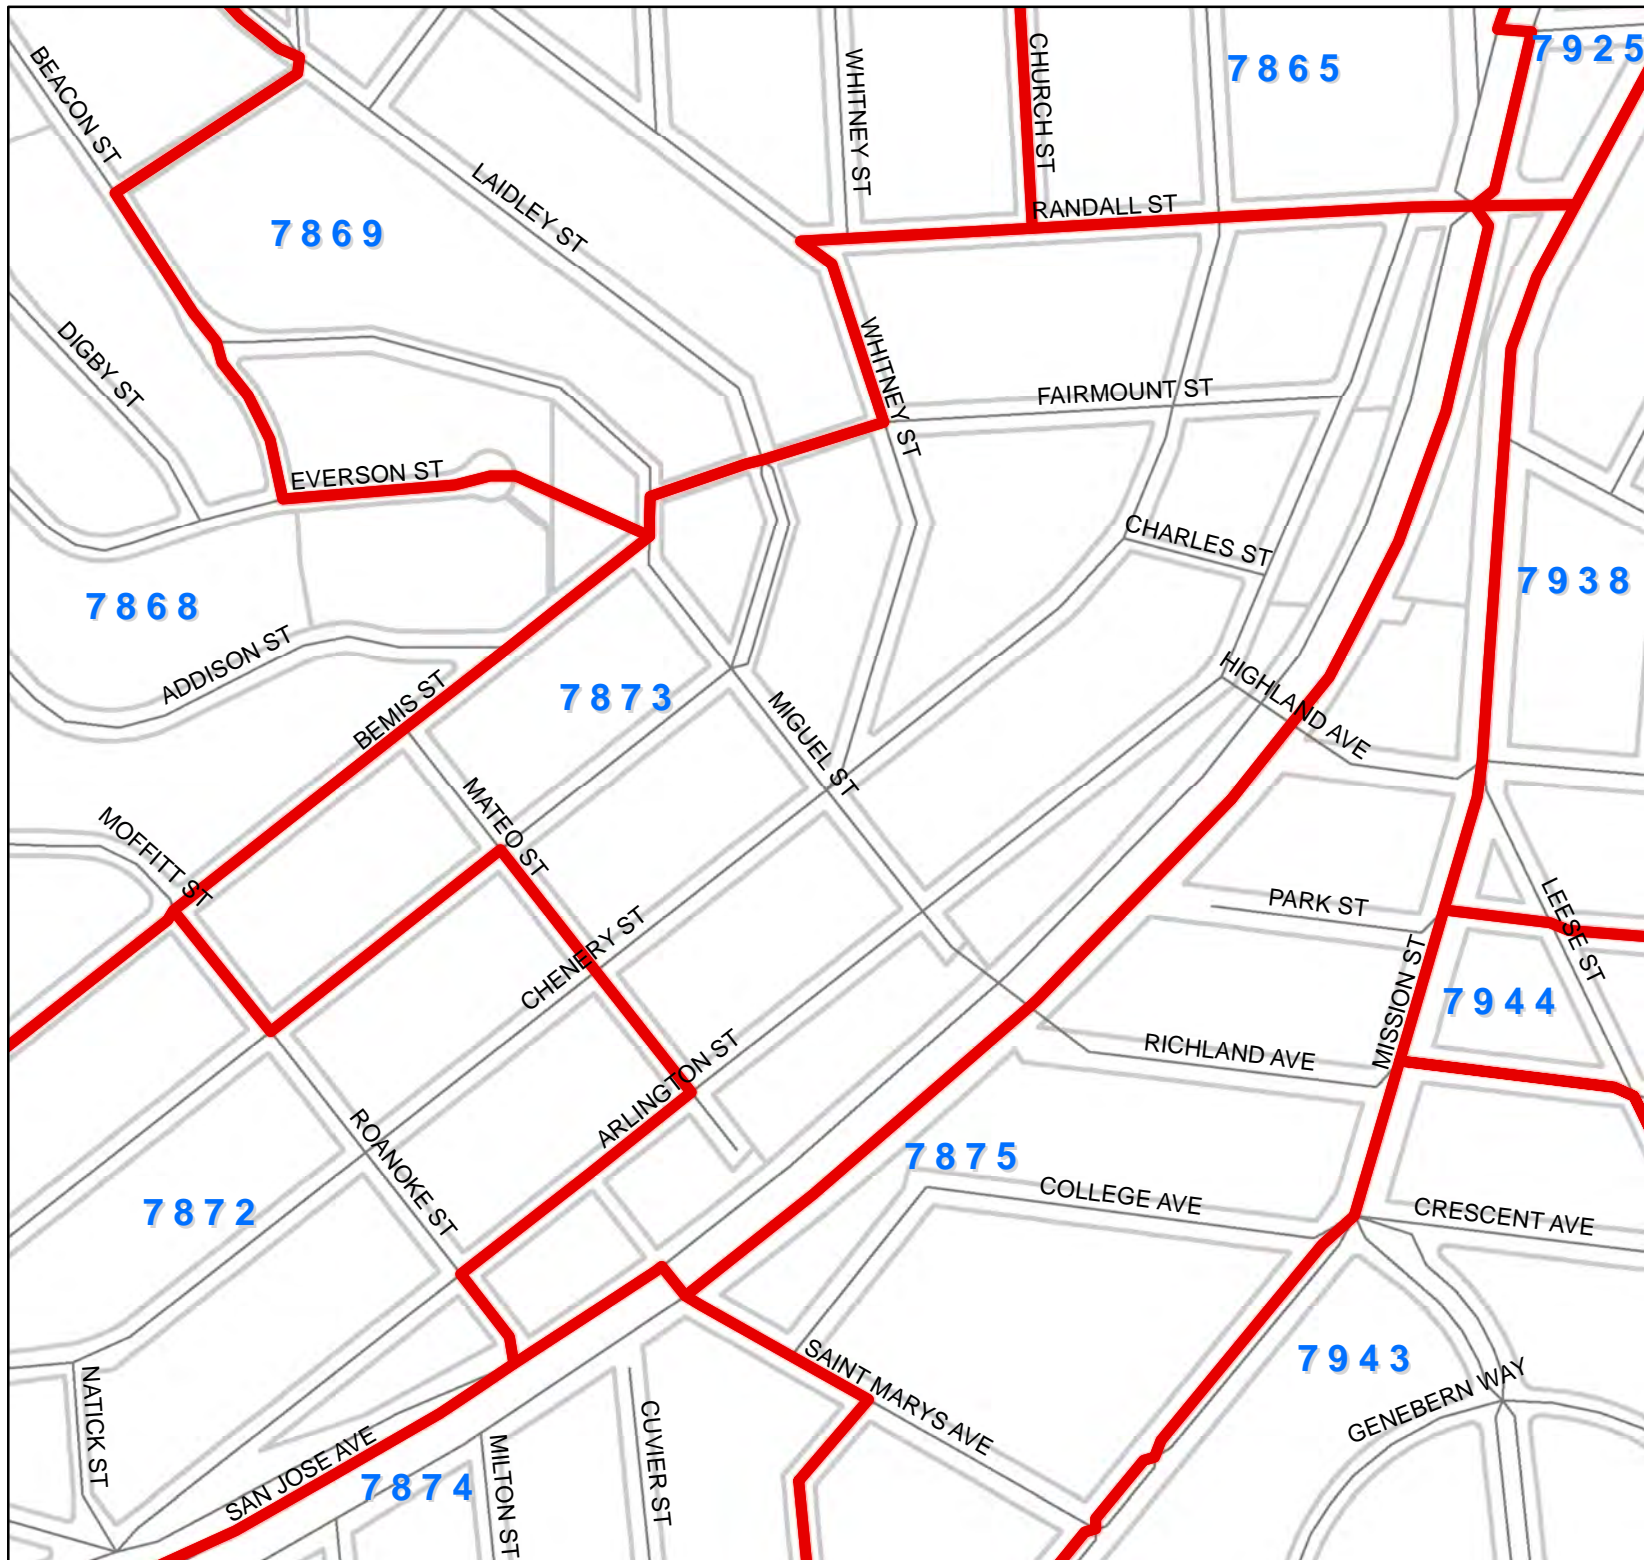 7925
7865
CHURCH ST
WHITNEY ST
BEACON ST
RANDALL ST
LAIDLEY ST
7869
DIGBY ST
WHITNEY ST
FAIRMOUNT ST
EVERSON ST
CHARLES ST
7938
7868
ADDISON ST
HIGHLAND AVE
7873
BEMIS ST
MIGUEL ST
MATEO ST
MOFFITT ST
PARK ST
LEESE ST
CHENERY ST
MISSION ST
7944
RICHLAND AVE
ARLINGTON ST
7875
ROANOKE ST
COLLEGE AVE
CRESCENT AVE
7872
7943
SAINT MARYS AVE
GENEBERN WAY
NATICK ST
CUVIER ST
SAN JOSE AVE
7874
MILTON ST